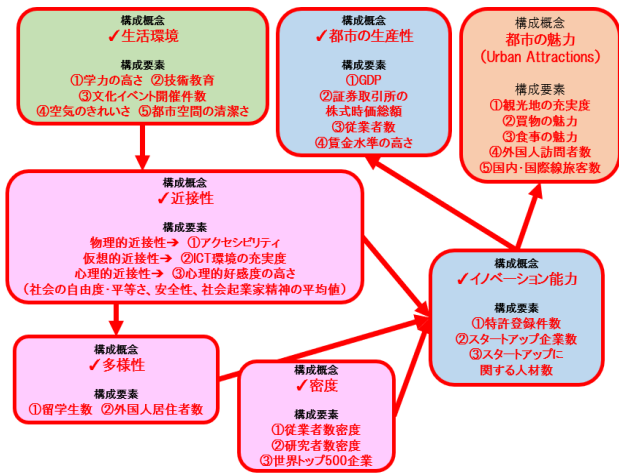 構成概念
✓生活環境
構成要素
①学力の高さ ②技術教育
③文化イベント開催件数
④空気のきれいさ ⑤都市空間の清潔さ
構成概念
✓都市の生産性
構成要素
①GDP
②証券取引所の
株式時価総額
③従業者数
④賃金水準の高さ
構成概念
都市の魅力
(Urban Attractions)
構成要素
①観光地の充実度
②買物の魅力
③食事の魅力
④外国人訪問者数
⑤国内・国際線旅客数
構成概念
✓近接性
構成要素
物理的近接性➔ ①アクセシビリティ
仮想的近接性➔ ②ICT環境の充実度
心理的近接性➔ ③心理的好感度の高さ
(社会の自由度・平等さ、安全性、社会起業家精神の平均値)
構成概念
✓イノベーション能力
構成要素
①特許登録件数
②スタートアップ企業数
③スタートアップに
関する人材数
構成概念
✓多様性
構成要素
①留学生数 ②外国人居住者数
構成概念
✓密度
構成要素
①従業者数密度
②研究者数密度
③世界トップ500企業